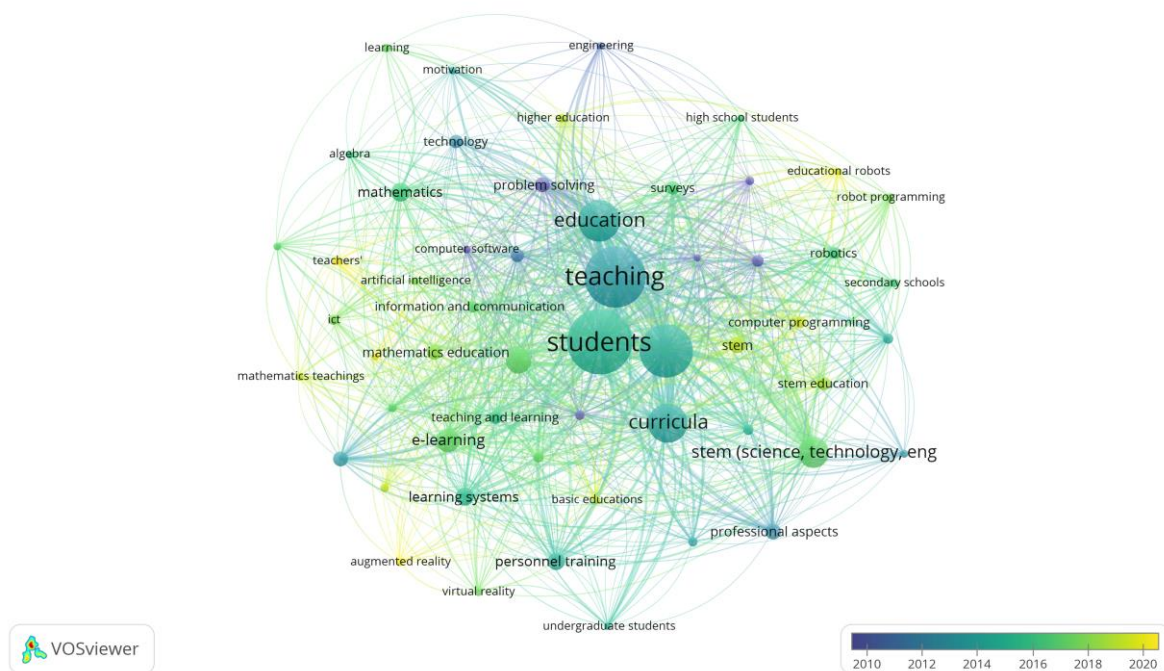 learning
engineering
motivation
higher education
high school students
technology
algebra
educational robots
problem solving
surveys
mathematics
robot programming
education
computer software
robotics
teachers'
teaching
artificial intelligence
secondary schools
information and communication
ict
computer programming
students
stem
mathematics education
mathematics teachings
stem education
teaching and learning
curricula
e-learning
stem (science, technology, eng
learning systems
basic educations
professional aspects
augmented reality
personnel training
virtual reality
undergraduate students
VOSviewer
2010 2012 2014 2016 2018 2020